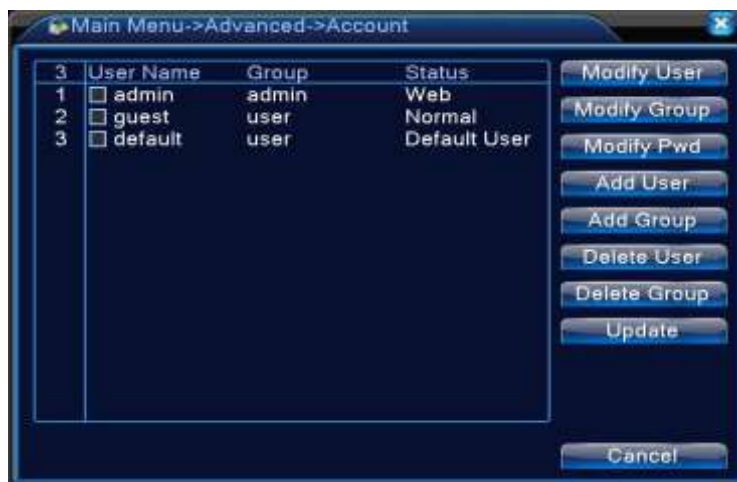 Main Menu->Advanced->Account
3 User Name Group Status
1 admin admin Web
2 guest user Normal
3 default user Default User
Modify User
Modify Group
Modify Pwd
Add User
Add Group
Delete User
Delete Group
Update
Cancel